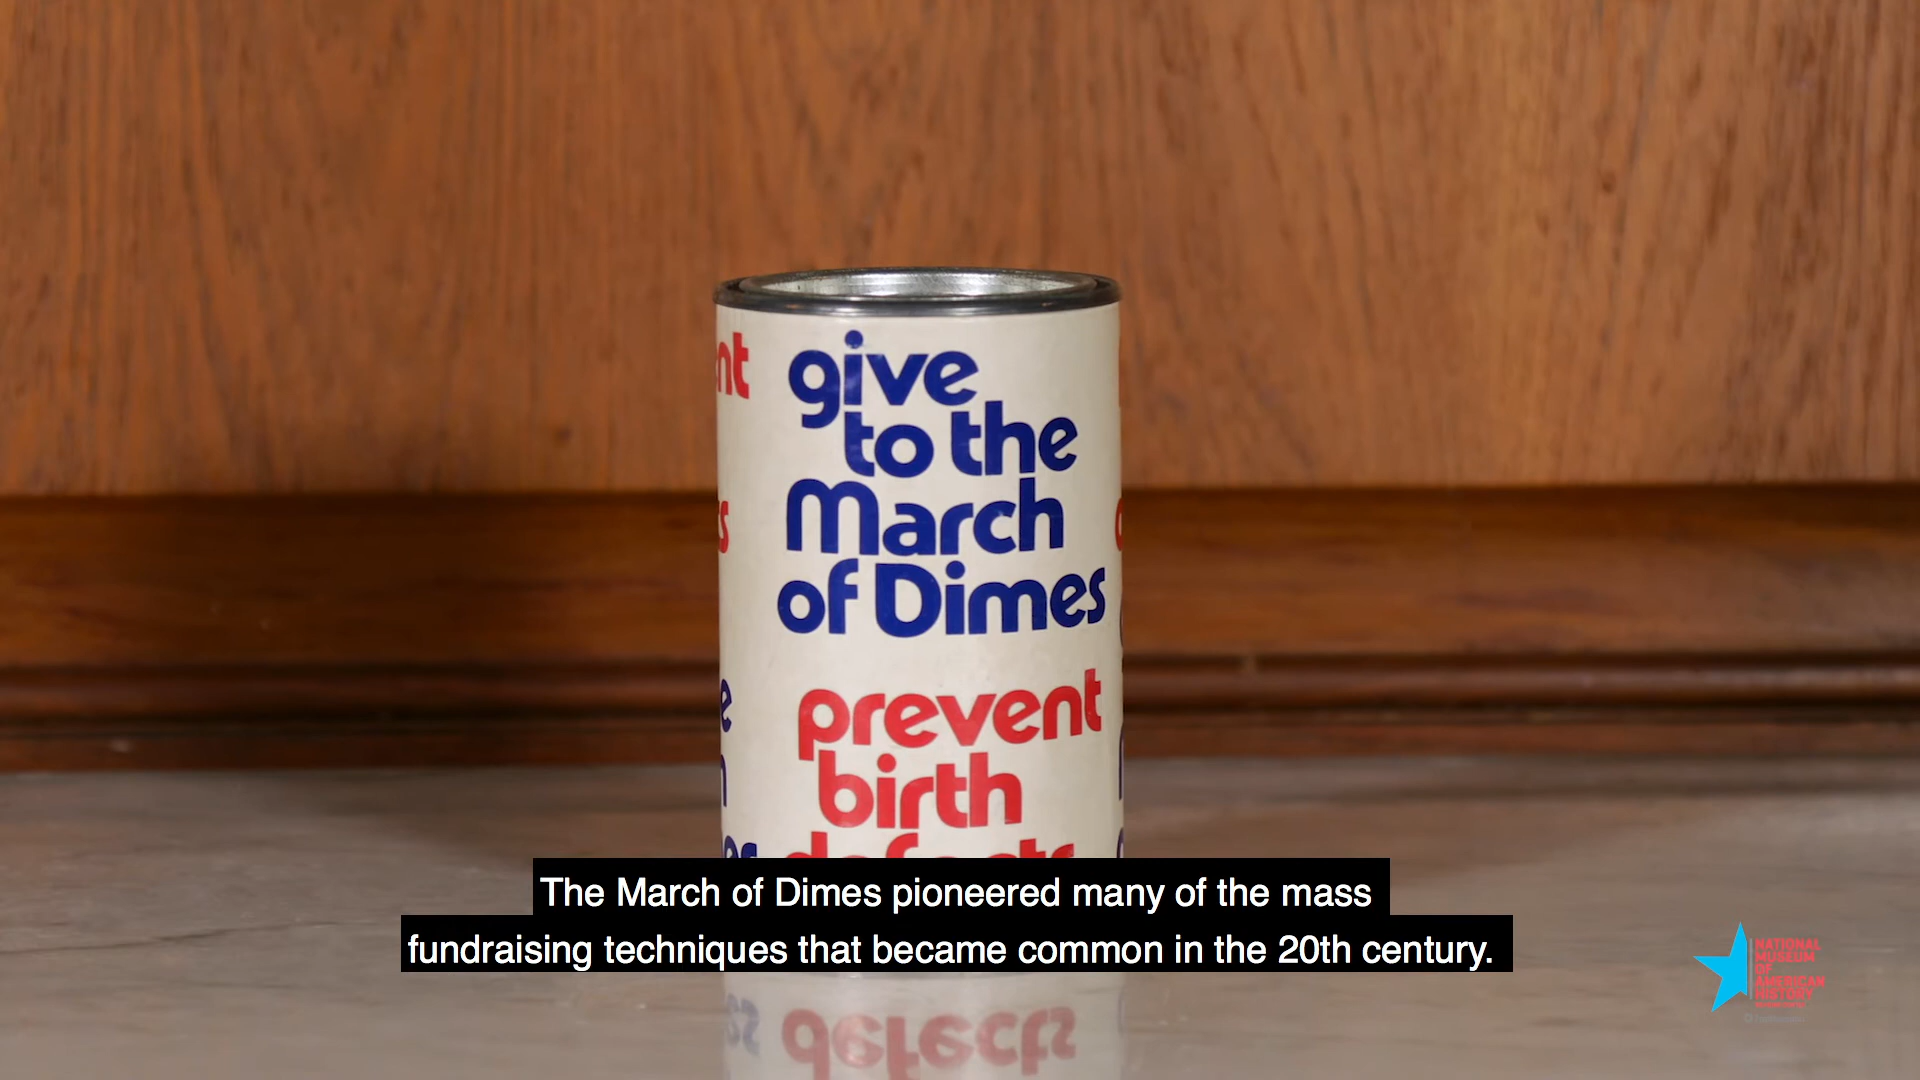 give
to the
March
of Dimes
prevent
birth
defects
The March of Dimes pioneered many of the mass
fundraising techniques that became common in the 20th century.
NATIONAL
MUSEUM
OF
AMERICAN
HISTORY